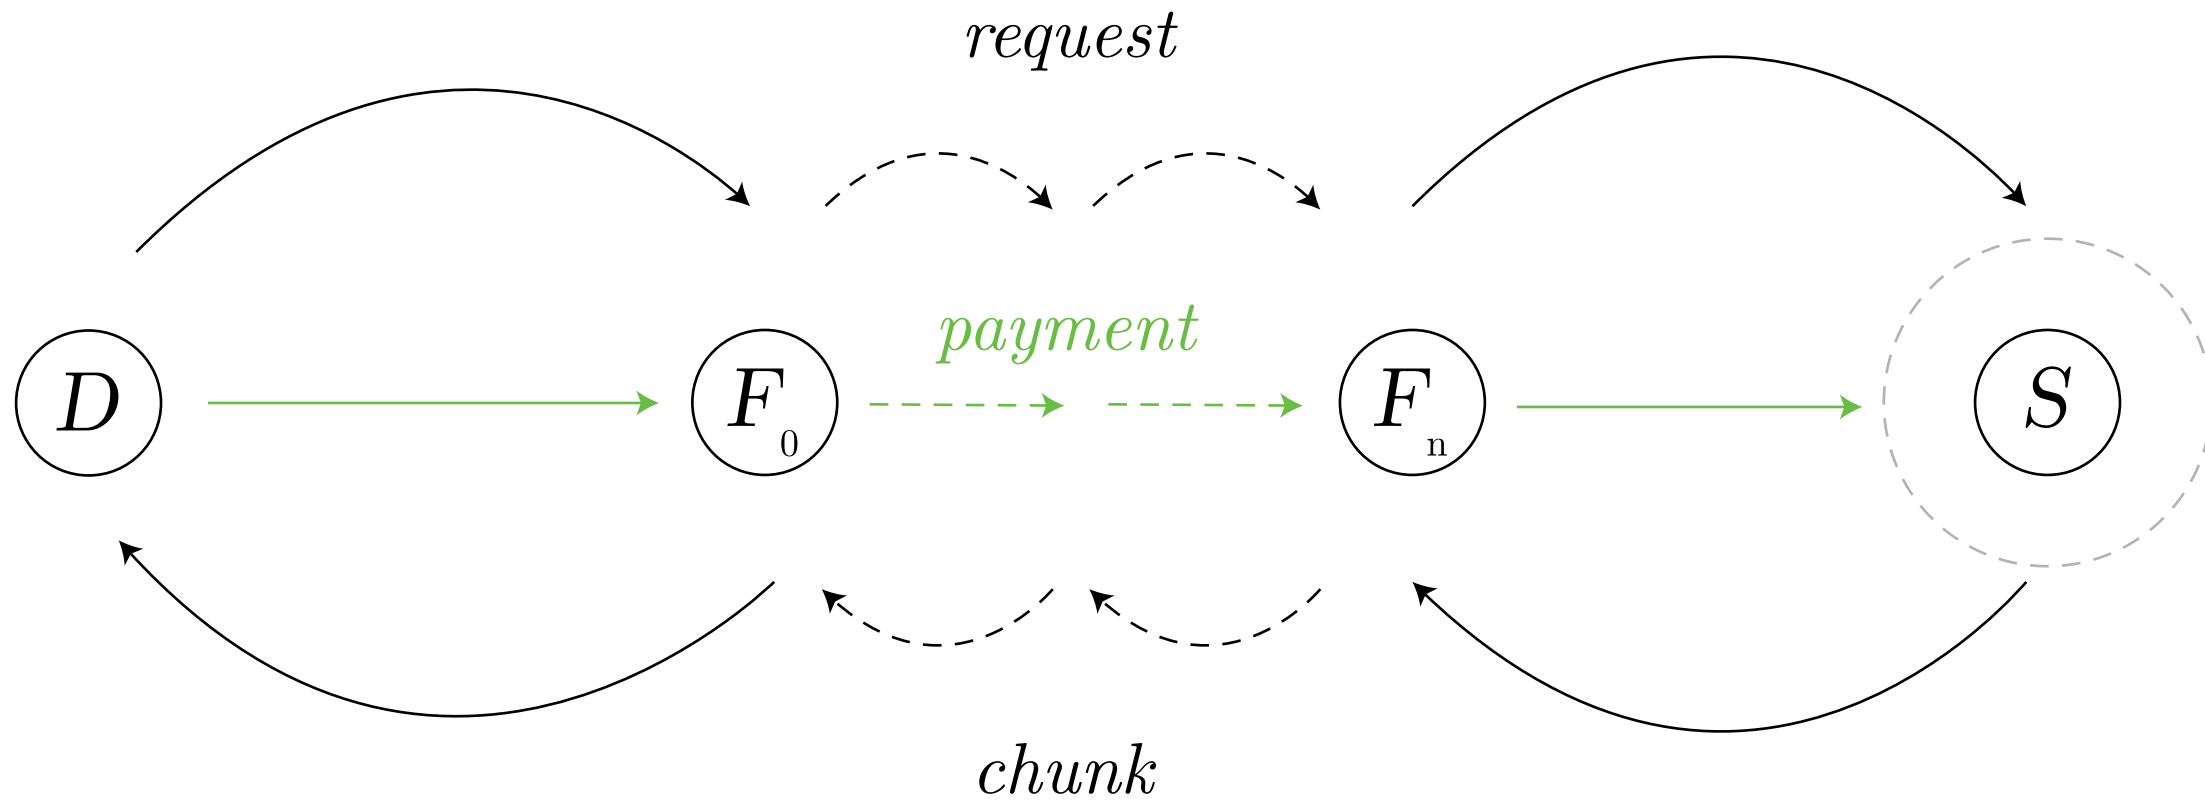 request
payment
D
F₀
Fₙ
S
chunk